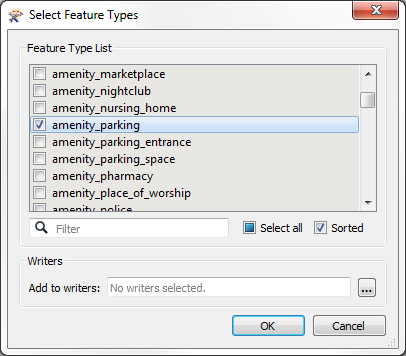 Select Feature Types
Feature Type List
amenity_marketplace
amenity_nightclub
amenity_nursing_home
amenity_parking
amenity_parking_entrance
amenity_parking_space
amenity_pharmacy
amenity_place_of_worship
amenity_police
Filter
Select all
Sorted
Writers
Add to writers: No writers selected. ...
OK Cancel